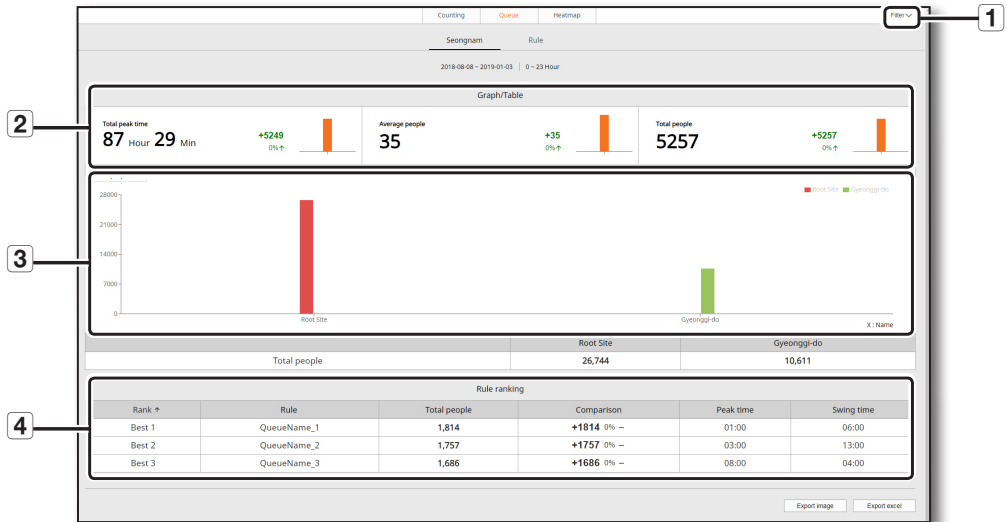 Counting Queue Heatmap Filter
1
Seongnam Rule
2018-08-08 ~ 2019-01-03 | 0 ~ 23 Hour
2
Graph/Table
Total peak time
87 Hour 29 Min
+5249
0%↑
Average people
35
+35
0%↑
Total people
5257
+5257
0%↑
3
Root Site Gyeonggi-do
28000
21000
14000
7000
0
Root Site Gyeonggi-do
X : Name
Root Site Gyeonggi-do
Total people 26,744 10,611
4
Rule ranking
Rank ↑ Rule Total people Comparison Peak time Swing time
Best 1 QueueName_1 1,814 +1814 0% – 01:00 06:00
Best 2 QueueName_2 1,757 +1757 0% – 03:00 13:00
Best 3 QueueName_3 1,686 +1686 0% – 08:00 04:00
Export image Export excel